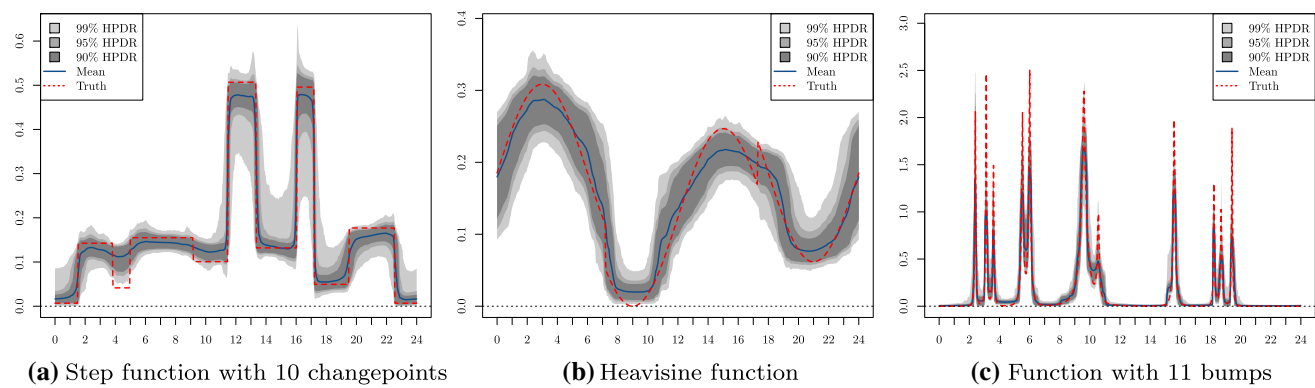 99% HPDR
95% HPDR
90% HPDR
Mean
Truth
0.0 0.1 0.2 0.3 0.4 0.5 0.6
0 2 4 6 8 10 12 14 16 18 20 22 24
(a) Step function with 10 changepoints
99% HPDR
95% HPDR
90% HPDR
Mean
Truth
0.0 0.1 0.2 0.3 0.4
0 2 4 6 8 10 12 14 16 18 20 22 24
(b) Heavisine function
99% HPDR
95% HPDR
90% HPDR
Mean
Truth
0.0 0.5 1.0 1.5 2.0 2.5 3.0
0 2 4 6 8 10 12 14 16 18 20 22 24
(c) Function with 11 bumps